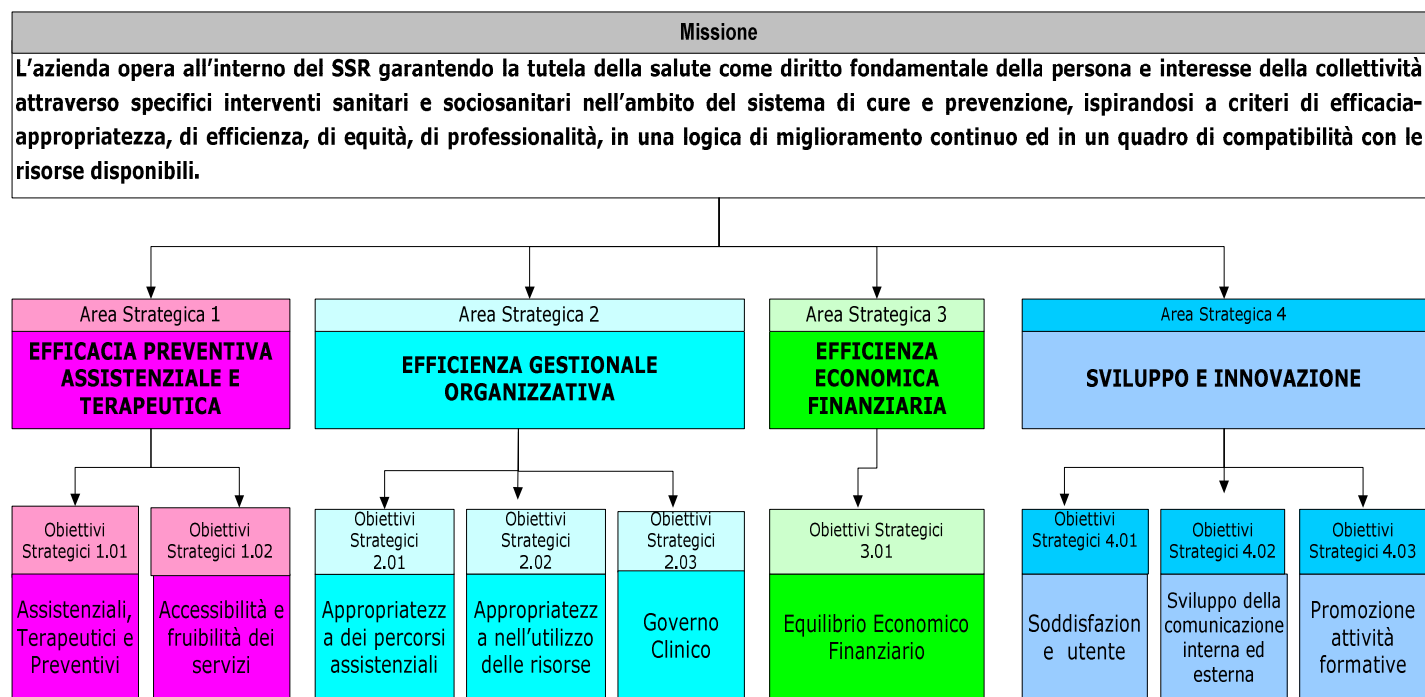 Missione
L'azienda opera all'interno del SSR garantendo la tutela della salute come diritto fondamentale della persona e interesse della collettività
attraverso specifici interventi sanitari e sociosanitari nell'ambito del sistema di cure e prevenzione, ispirandosi a criteri di efficacia-
appropriatezza, di efficienza, di equità, di professionalità, in una logica di miglioramento continuo ed in un quadro di compatibilità con le
risorse disponibili.
Area Strategica 1
EFFICACIA PREVENTIVA
ASSISTENZIALE E
TERAPEUTICA
Area Strategica 2
EFFICIENZA GESTIONALE
ORGANIZZATIVA
Area Strategica 3
EFFICIENZA
ECONOMICA
FINANZIARIA
Area Strategica 4
SVILUPPO E INNOVAZIONE
Obiettivi
Strategici 1.01
Assistenziali,
Terapeutici e
Preventivi
Obiettivi
Strategici 1.02
Accessibilità e
fruibilità dei
servizi
Obiettivi
Strategici
2.01
Appropriatezz
a dei percorsi
assistenziali
Obiettivi
Strategici
2.02
Appropriatezz
a nell'utilizzo
delle risorse
Obiettivi
Strategici
2.03
Governo
Clinico
Obiettivi Strategici
3.01
Equilibrio Economico
Finanziario
Obiettivi
Strategici 4.01
Soddisfazion
e utente
Obiettivi
Strategici 4.02
Sviluppo della
comunicazione
interna ed
esterna
Obiettivi
Strategici 4.03
Promozione
attività
formative